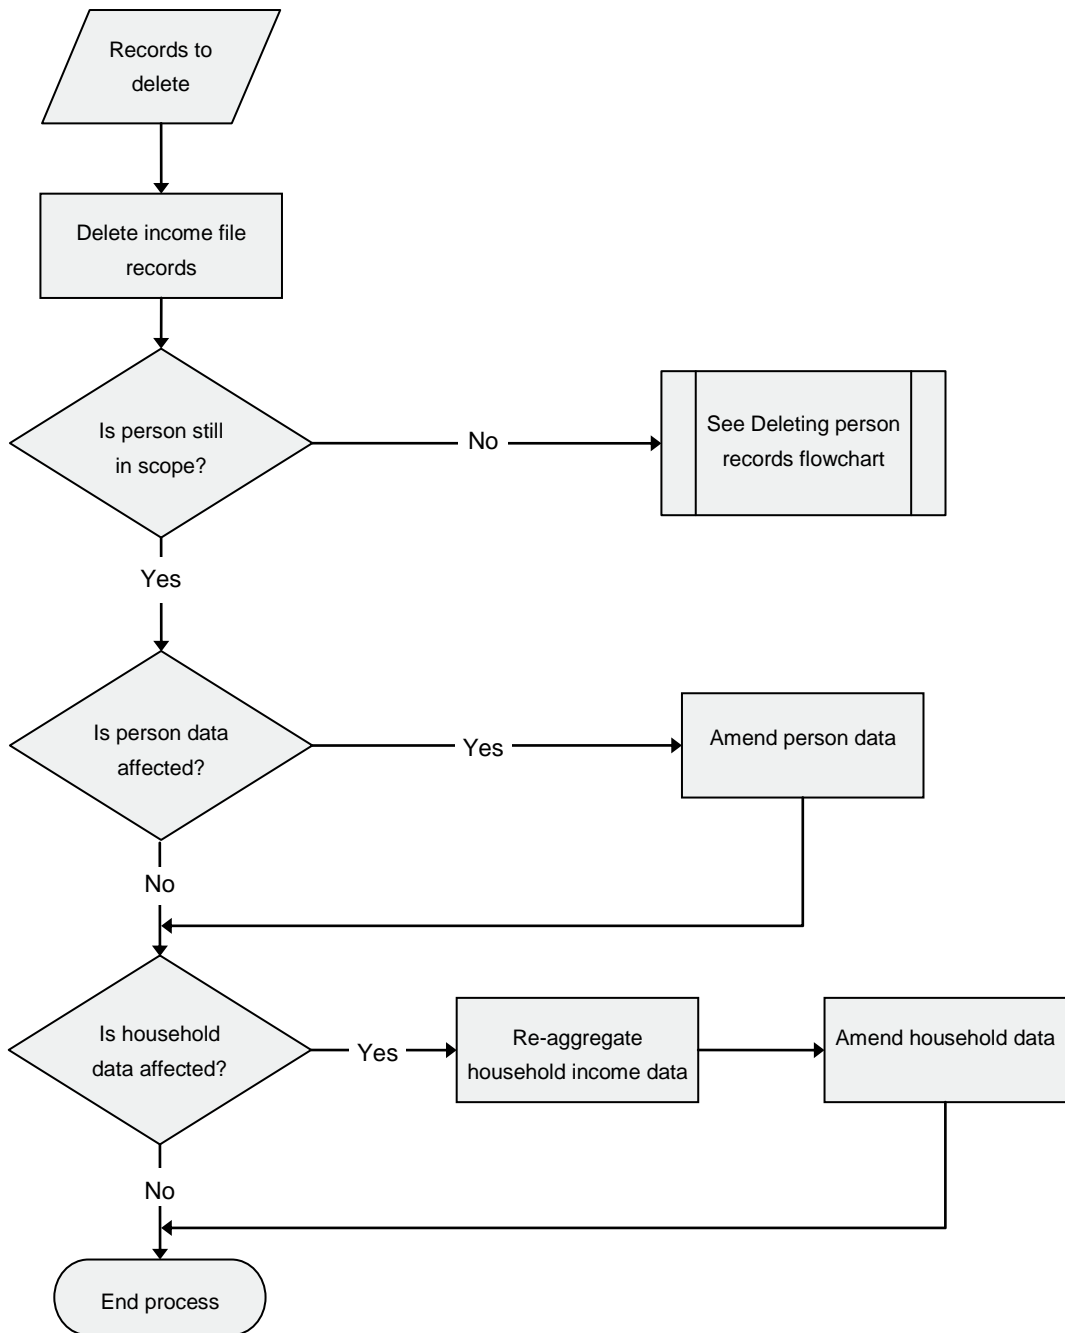 Records to
delete
Delete income file
records
Is person still
in scope?
No
See Deleting person
records flowchart
Yes
Is person data
affected?
Yes
Amend person data
No
Is household
data affected?
Yes
Re-aggregate
household income data
Amend household data
No
End process